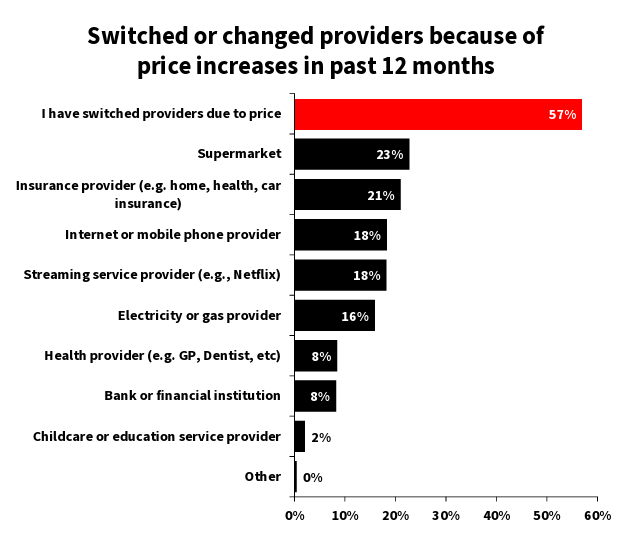 Switched or changed providers because of
price increases in past 12 months
I have switched providers due to price
57%
Supermarket
23%
Insurance provider (e.g. home, health, car
insurance)
21%
Internet or mobile phone provider
18%
Streaming service provider (e.g., Netflix)
18%
Electricity or gas provider
16%
Health provider (e.g. GP, Dentist, etc)
8%
Bank or financial institution
8%
Childcare or education service provider
2%
Other
0%
0% 10% 20% 30% 40% 50% 60%